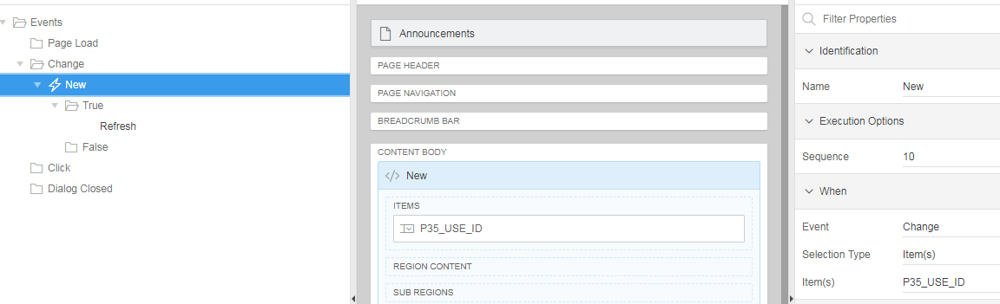 Events
Page Load
Change
New
True
Refresh
False
Click
Dialog Closed
Announcements
PAGE HEADER
PAGE NAVIGATION
BREADCRUMB BAR
CONTENT BODY
New
ITEMS
P35_USE_ID
REGION CONTENT
SUB REGIONS
Filter Properties
Identification
Name New
Execution Options
Sequence 10
When
Event Change
Selection Type Item(s)
Item(s) P35_USE_ID